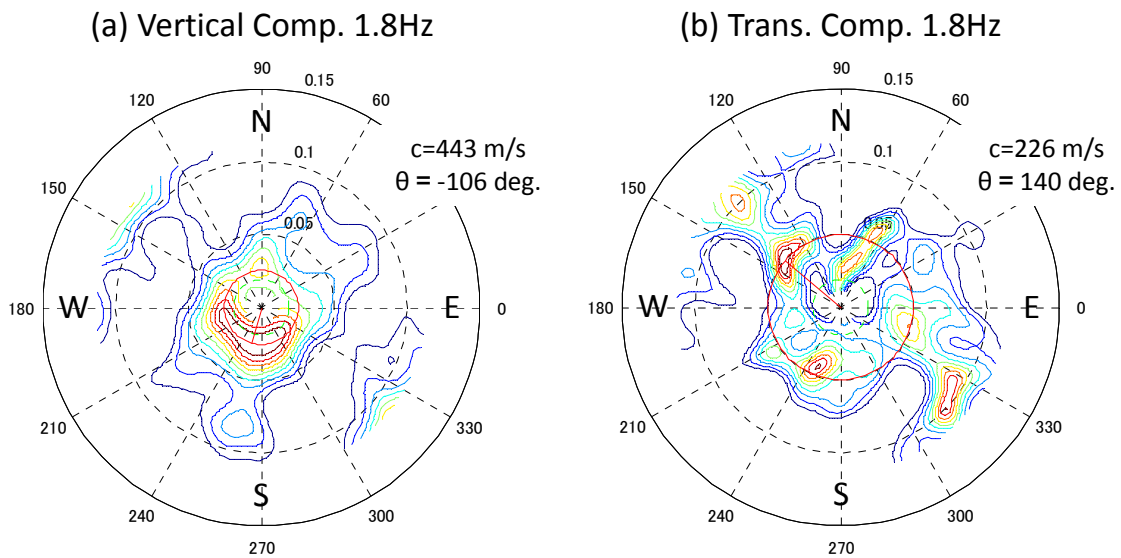 (a) Vertical Comp. 1.8Hz
90
0.15
120
60
N
c=443 m/s
0.1
θ = -106 deg.
150
0.05
180
W
E
0
210
330
S
240
300
270
(b) Trans. Comp. 1.8Hz
90
0.15
120
60
N
c=226 m/s
0.1
θ = 140 deg.
150
0.05
180
W
E
0
210
330
S
240
300
270